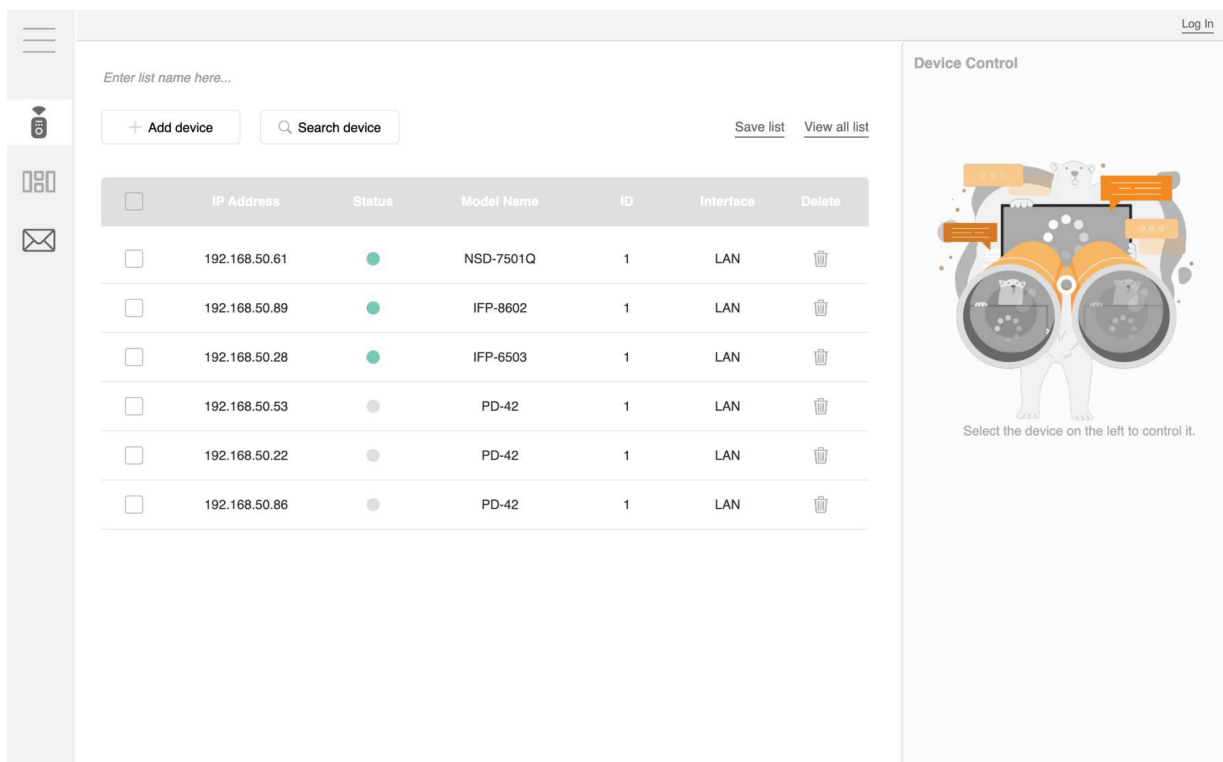 Log In
Device Control
Enter list name here...
+ Add device
Search device
Save list
View all list
IP Address Status Model Name ID Interface Delete
192.168.50.61 NSD-7501Q 1 LAN
192.168.50.89 IFP-8602 1 LAN
192.168.50.28 IFP-6503 1 LAN
192.168.50.53 PD-42 1 LAN
192.168.50.22 PD-42 1 LAN
192.168.50.86 PD-42 1 LAN
Select the device on the left to control it.